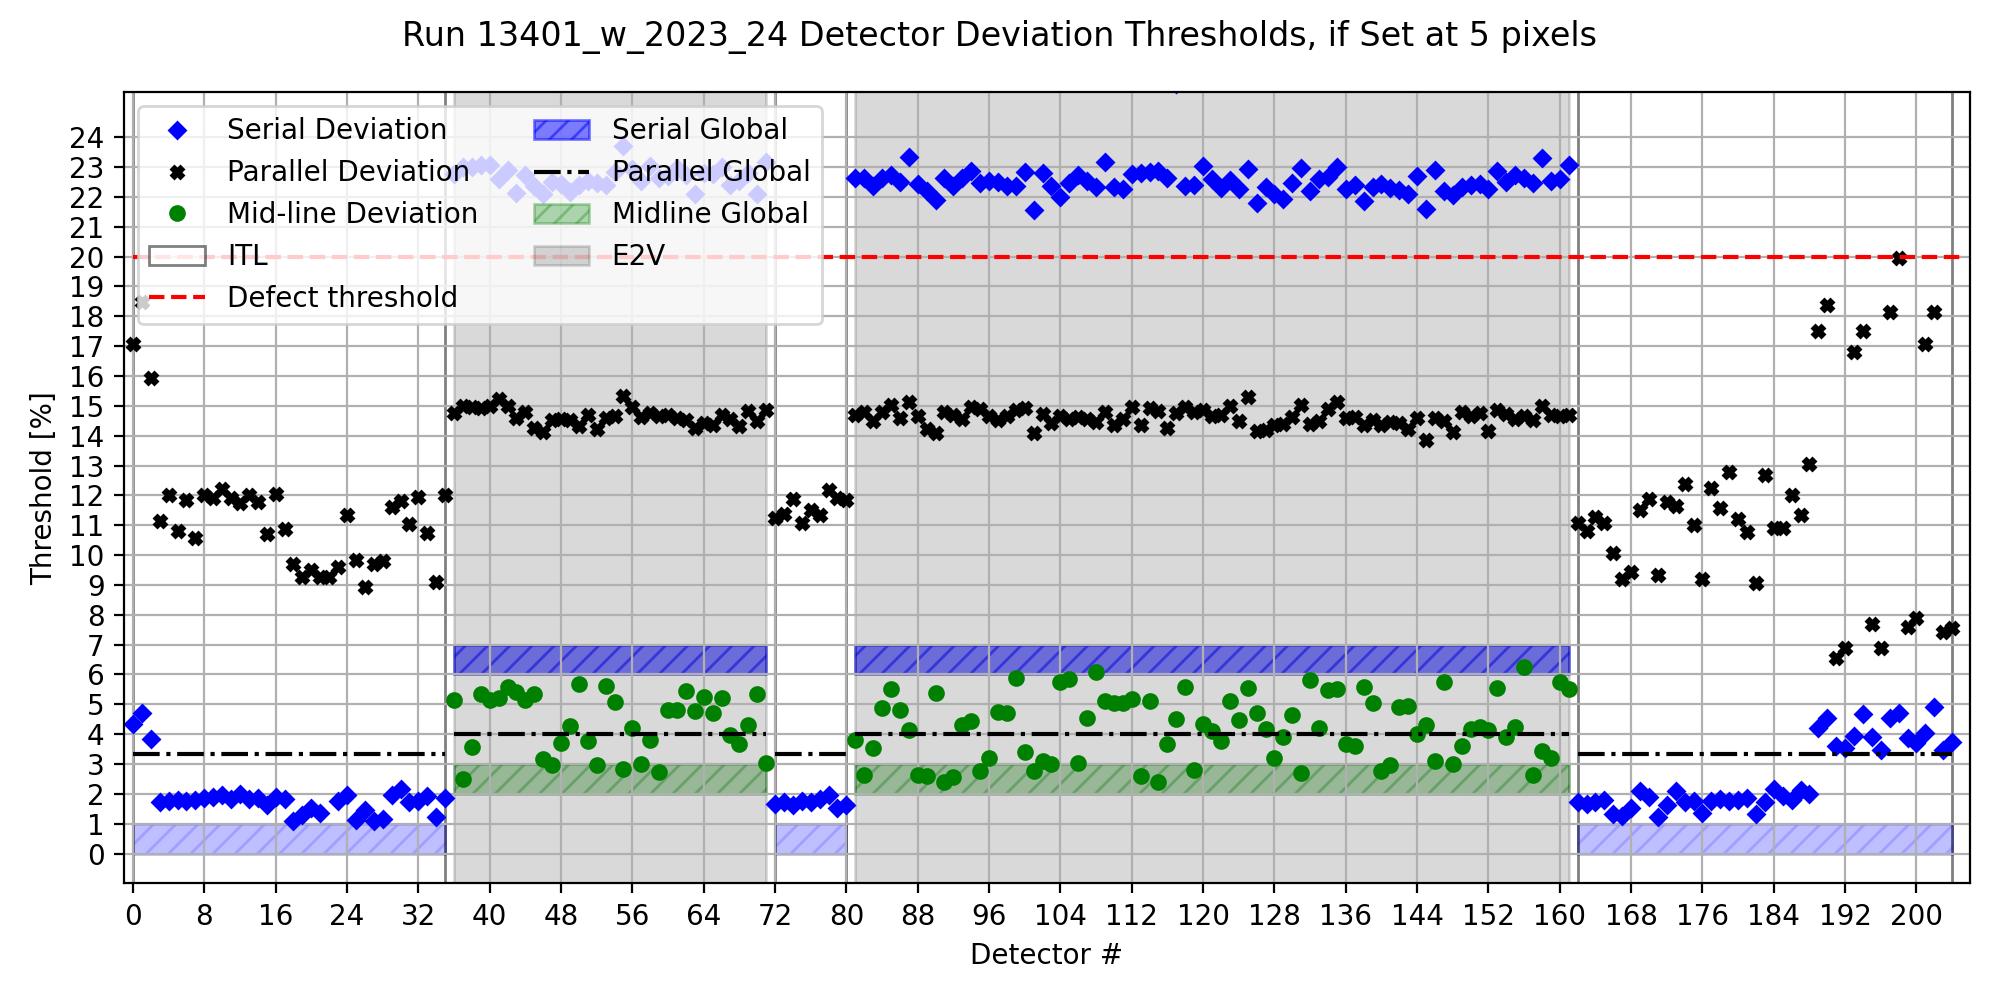 Run 13401_w_2023_24 Detector Deviation Thresholds, if Set at 5 pixels
Serial Deviation
Parallel Deviation
Mid-line Deviation
ITL
Defect threshold
Serial Global
Parallel Global
Midline Global
E2V
Threshold [%]
24
23
22
21
20
19
18
17
16
15
14
13
12
11
10
9
8
7
6
5
4
3
2
1
0
0 8 16 24 32 40 48 56 64 72 80 88 96 104 112 120 128 136 144 152 160 168 176 184 192 200
Detector #